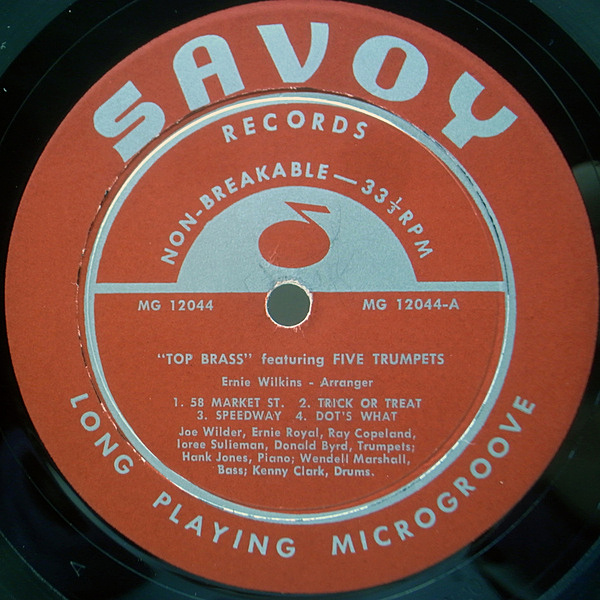 SAVOY
RECORDS
NON-BREAKABLE — 33⅓ RPM
MG 12044 MG 12044-A
"TOP BRASS" featuring FIVE TRUMPETS
Ernie Wilkins - Arranger
1. 58 MARKET ST. 2. TRICK OR TREAT
3. SPEEDWAY 4. DOT'S WHAT
Joe Wilder, Ernie Royal, Ray Copeland,
Ioree Sulieman, Donald Byrd, Trumpets;
Hank Jones, Piano; Wendell Marshall,
Bass; Kenny Clark, Drums.
LONG PLAYING MICROGROOVE
A